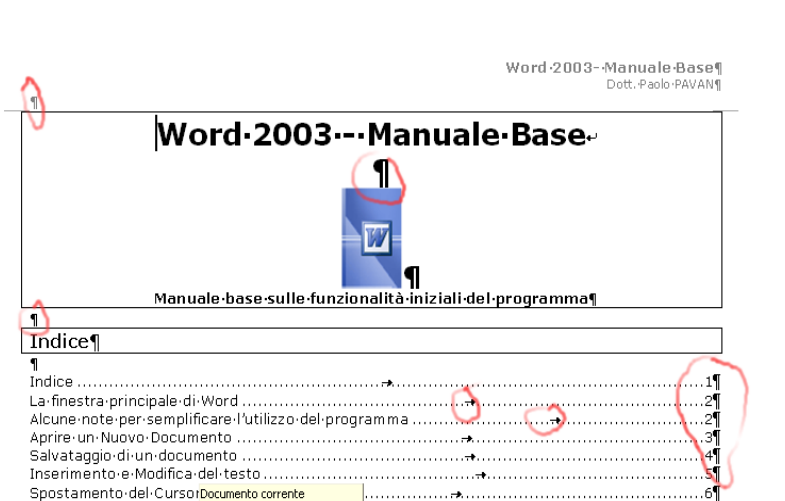 Word·2003-·Manuale·Base¶
Dott.·Paolo·PAVAN¶
¶
Word·2003·-·Manuale·Base↵
¶
W
¶
Manuale·base·sulle·funzionalità·iniziali·del·programma¶
¶
Indice¶
¶
Indice ........→........1¶
La·finestra·principale·di·Word ........→........2¶
Alcune·note·per·semplificare·l'utilizzo·del·programma ........→........2¶
Aprire·un·Nuovo·Documento ........→........3¶
Salvataggio·di·un·documento ........→........4¶
Inserimento·e·Modifica·del·testo ........→........5¶
Spostamento·del·Cursor ........→........6¶
Documento corrente